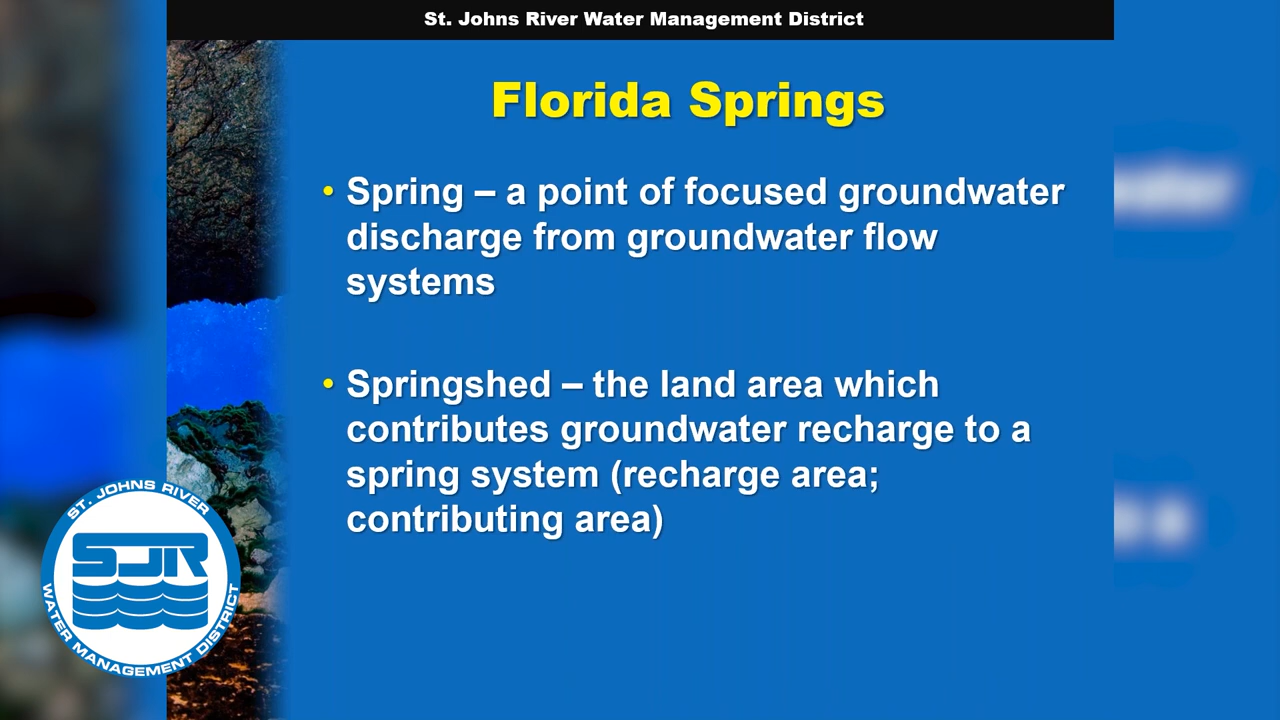 St. Johns River Water Management District
Florida Springs
• Spring – a point of focused groundwater
discharge from groundwater flow
systems
• Springshed – the land area which
contributes groundwater recharge to a
spring system (recharge area;
contributing area)
ST. JOHNS RIVER
SJR
WATER MANAGEMENT DISTRICT